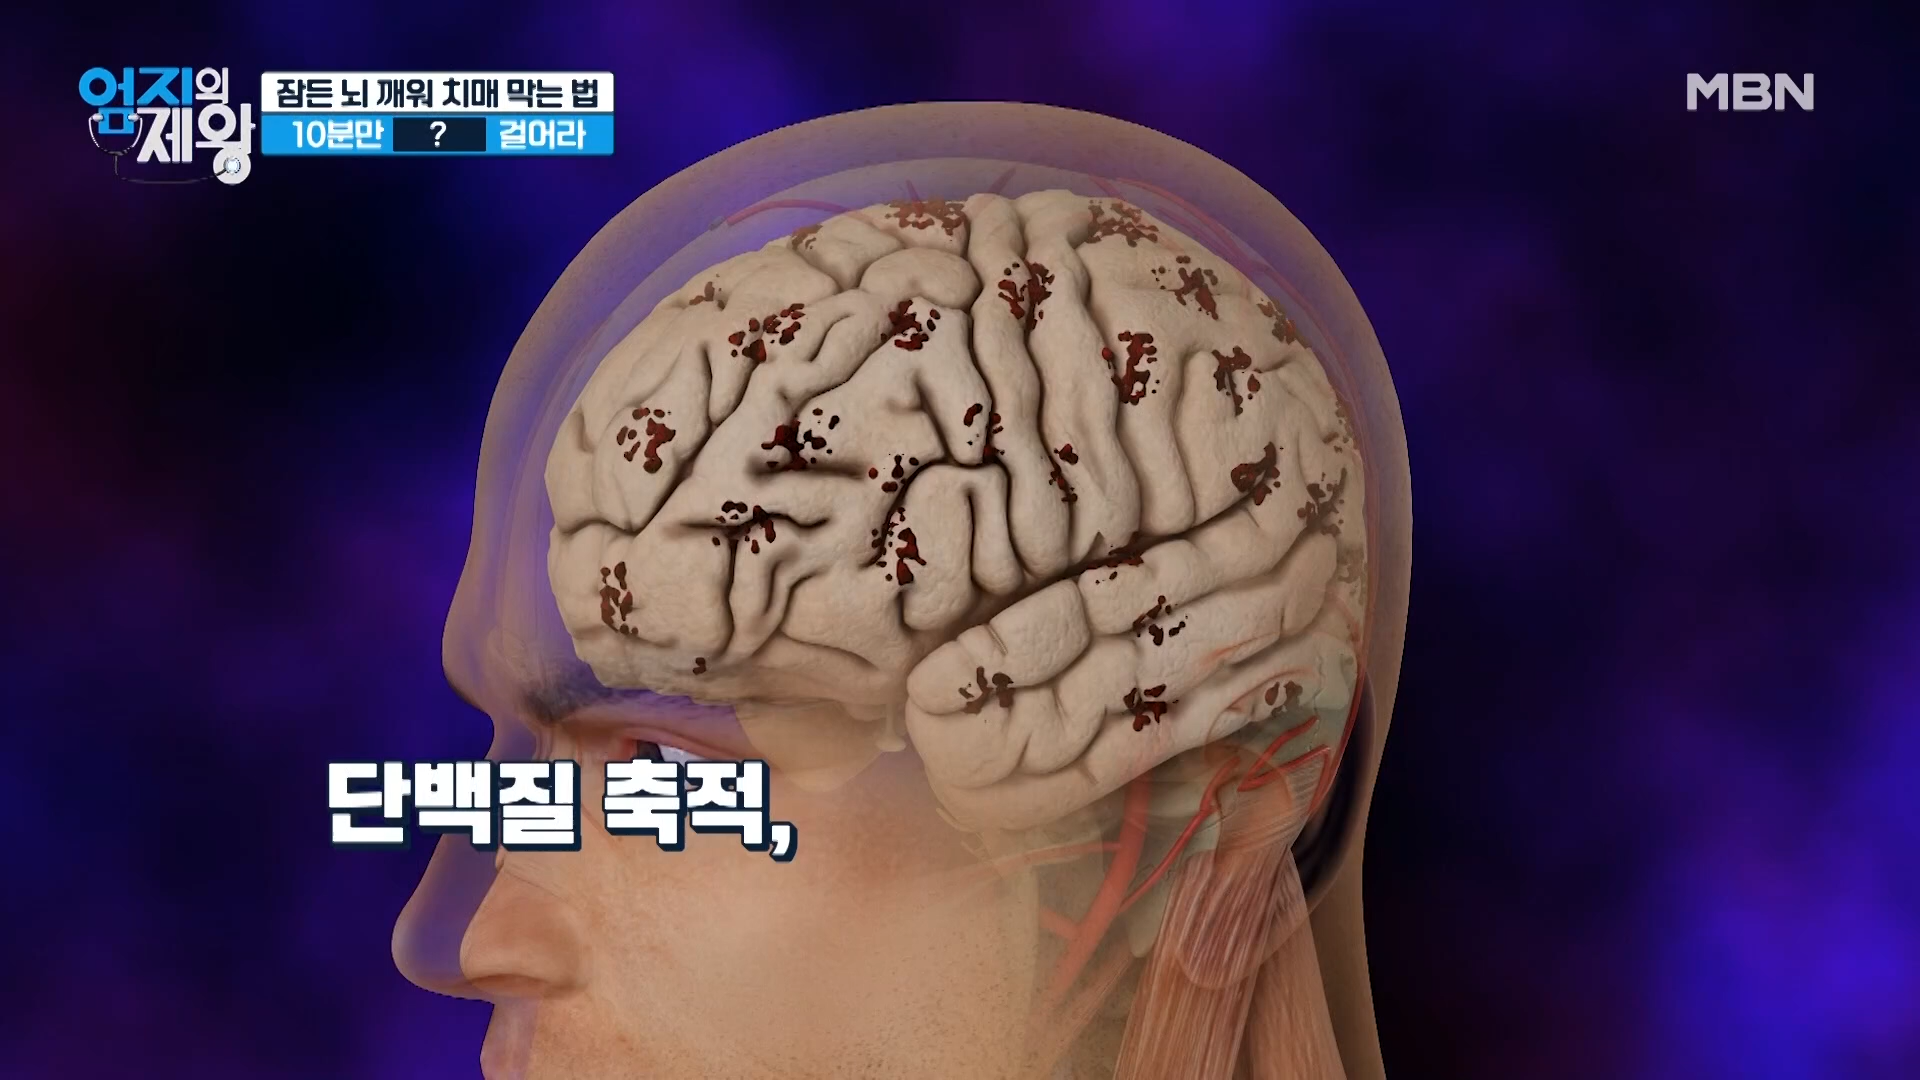 엄지의
제왕
잠든 뇌 깨워 치매 막는 법
10분만 ? 걸어라
MBN
단백질 축적,